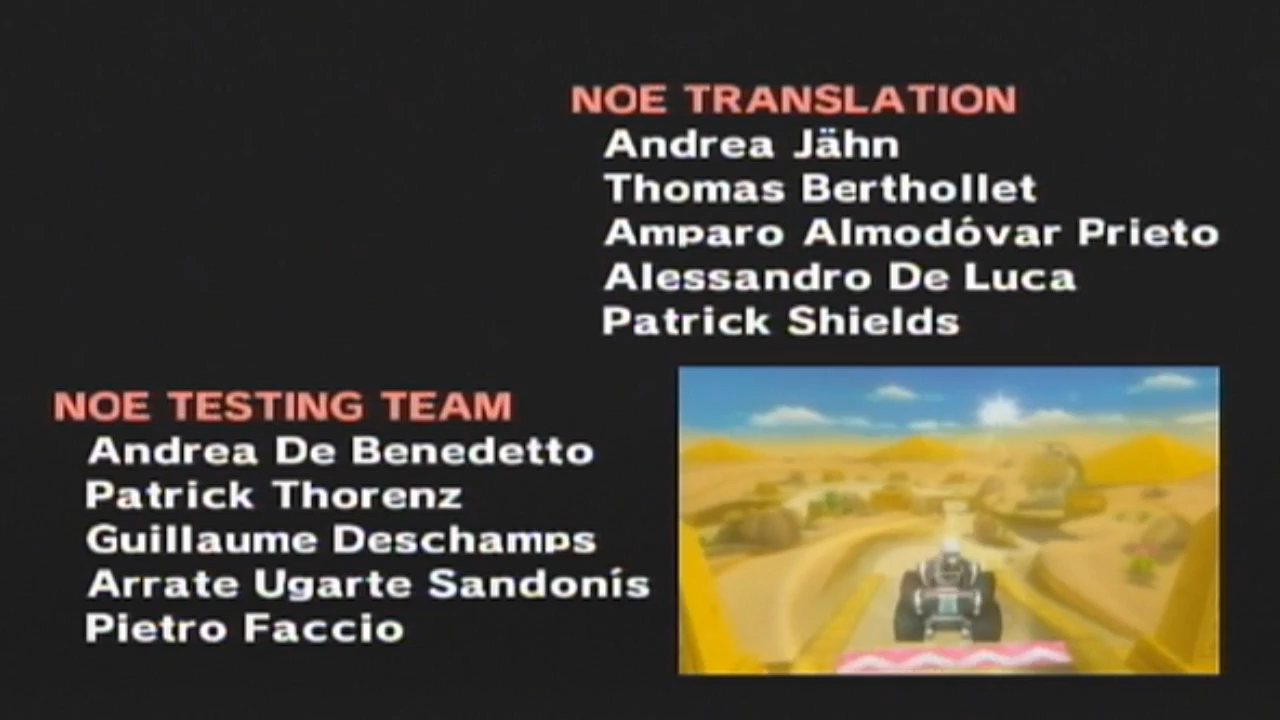 NOE TRANSLATION
Andrea Jähn
Thomas Berthollet
Amparo Almodóvar Prieto
Alessandro De Luca
Patrick Shields
NOE TESTING TEAM
Andrea De Benedetto
Patrick Thorenz
Guillaume Deschamps
Arrate Ugarte Sandonís
Pietro Faccio